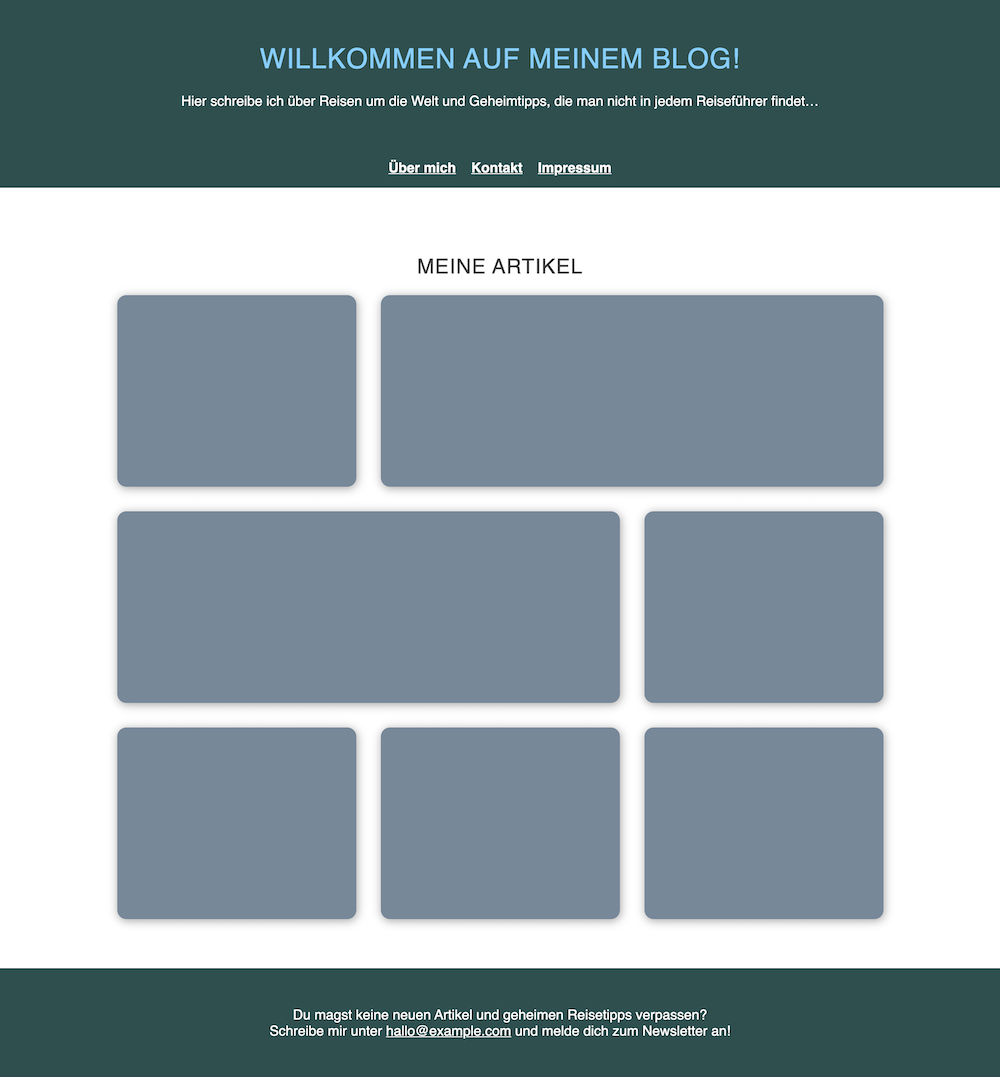 WILLKOMMEN AUF MEINEM BLOG!
Hier schreibe ich über Reisen um die Welt und Geheimtipps, die man nicht in jedem Reiseführer findet…
Über mich Kontakt Impressum
MEINE ARTIKEL
Du magst keine neuen Artikel und geheimen Reisetipps verpassen?
Schreibe mir unter hallo@example.com und melde dich zum Newsletter an!